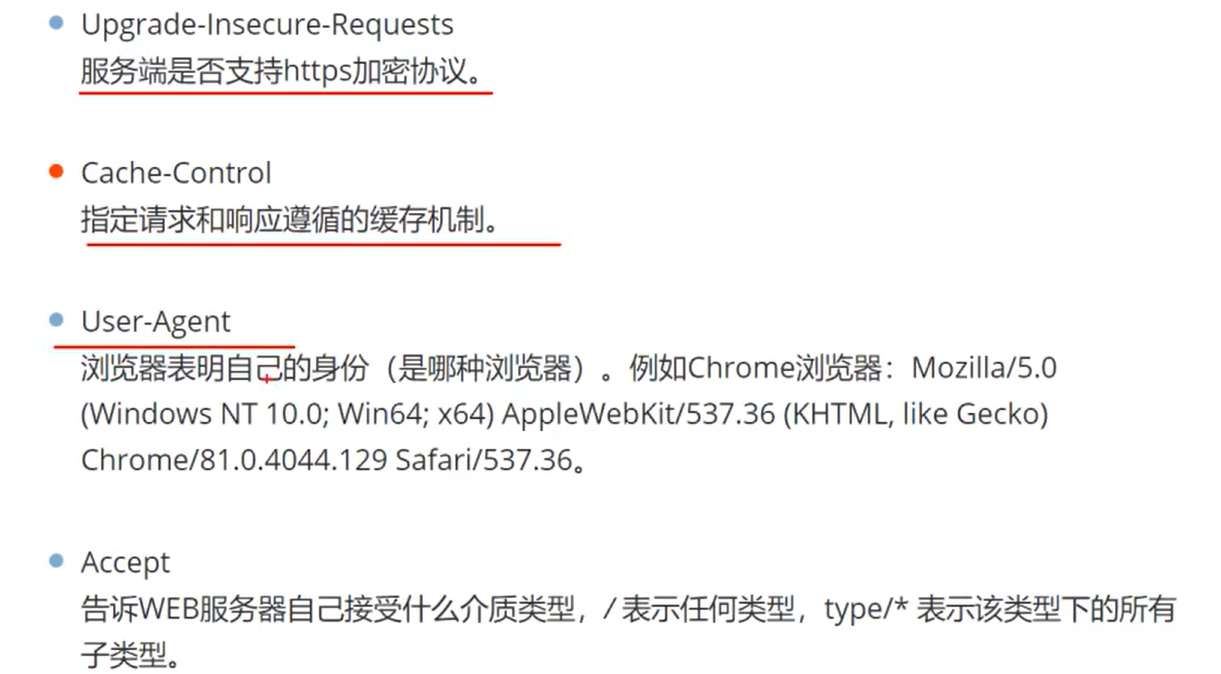 Upgrade-Insecure-Requests
服务端是否支持https加密协议。
Cache-Control
指定请求和响应遵循的缓存机制。
User-Agent
浏览器表明自己的身份（是哪种浏览器）。例如Chrome浏览器：Mozilla/5.0
(Windows NT 10.0; Win64; x64) AppleWebKit/537.36 (KHTML, like Gecko)
Chrome/81.0.4044.129 Safari/537.36。
Accept
告诉WEB服务器自己接受什么介质类型，/ 表示任何类型，type/* 表示该类型下的所有
子类型。